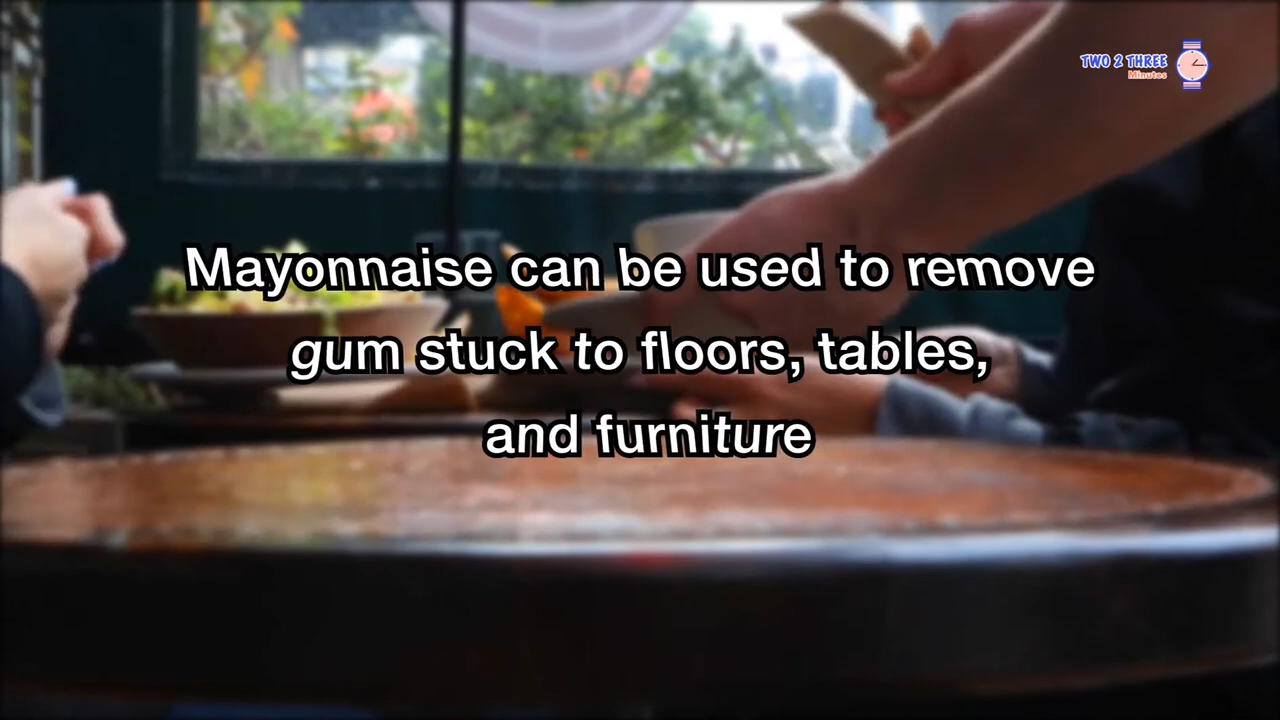 TWO 2 THREE
Minutes
Mayonnaise can be used to remove
gum stuck to floors, tables,
and furniture